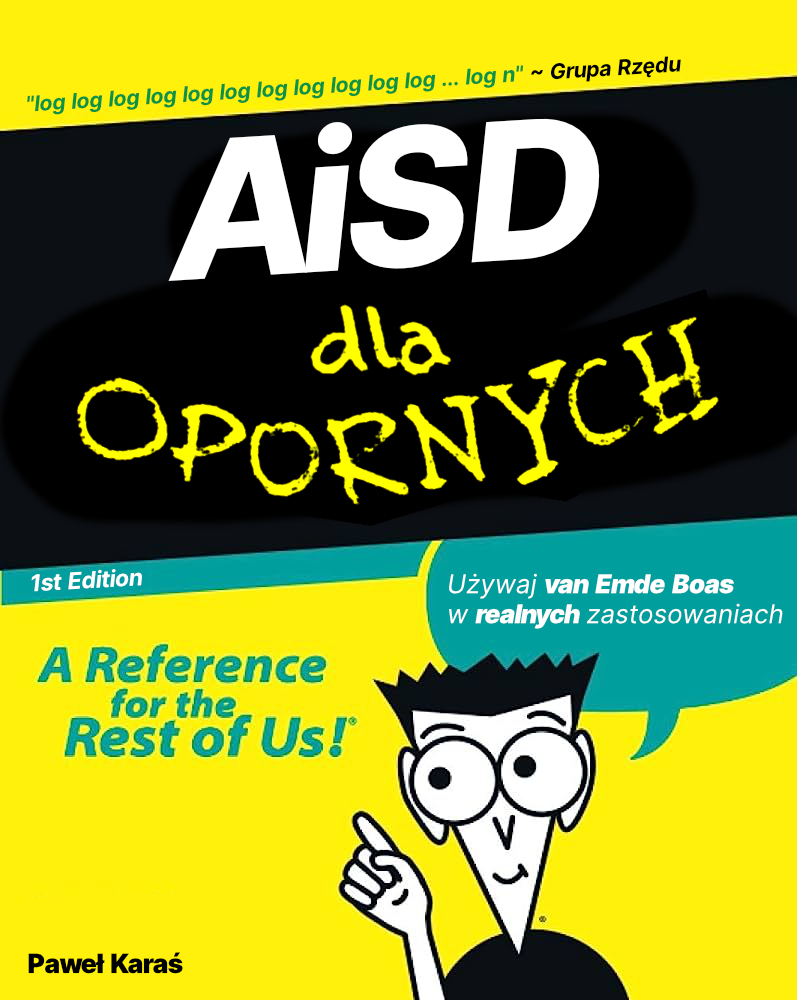 "log log log log log log log log log log log ... log n" ~ Grupa Rzędu
AiSD
dla
OPORNYCH
1st Edition
Używaj van Emde Boas
w realnych zastosowaniach
A Reference
for the
Rest of Us!®
®
Paweł Karaś